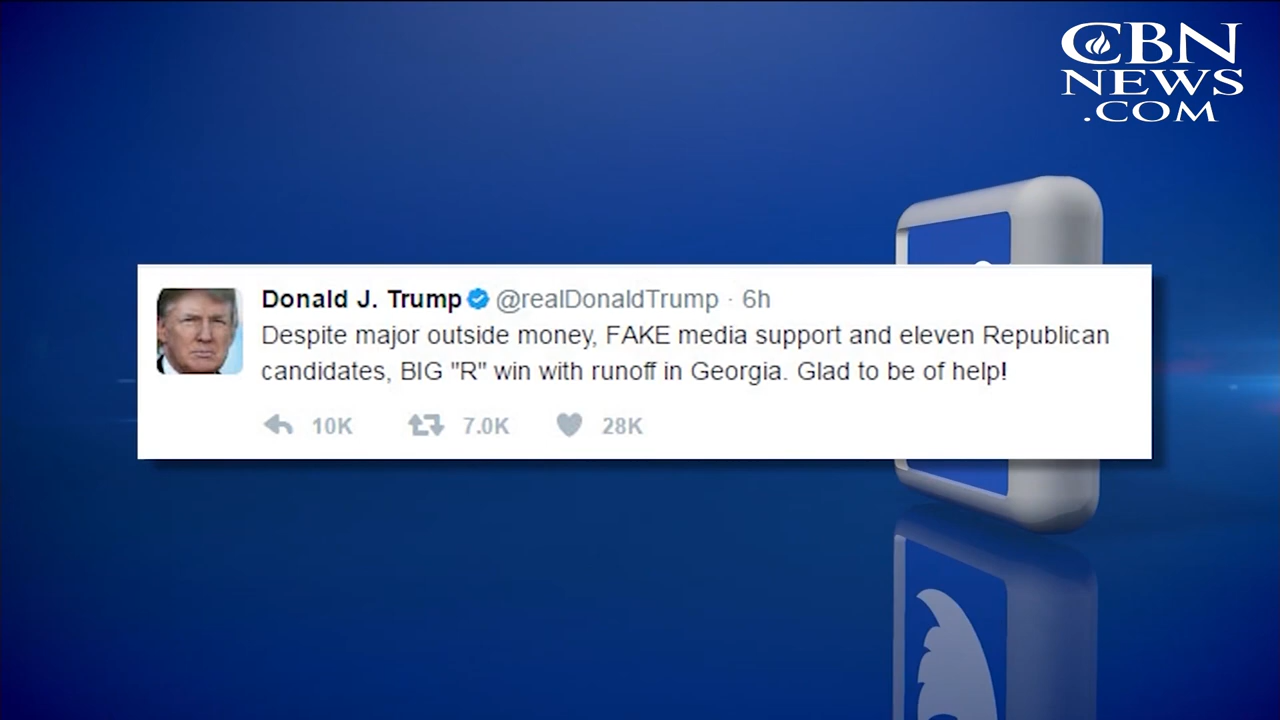 CBN
NEWS
.COM
Donald J. Trump @realDonaldTrump · 6h
Despite major outside money, FAKE media support and eleven Republican
candidates, BIG "R" win with runoff in Georgia. Glad to be of help!
10K 7.0K 28K